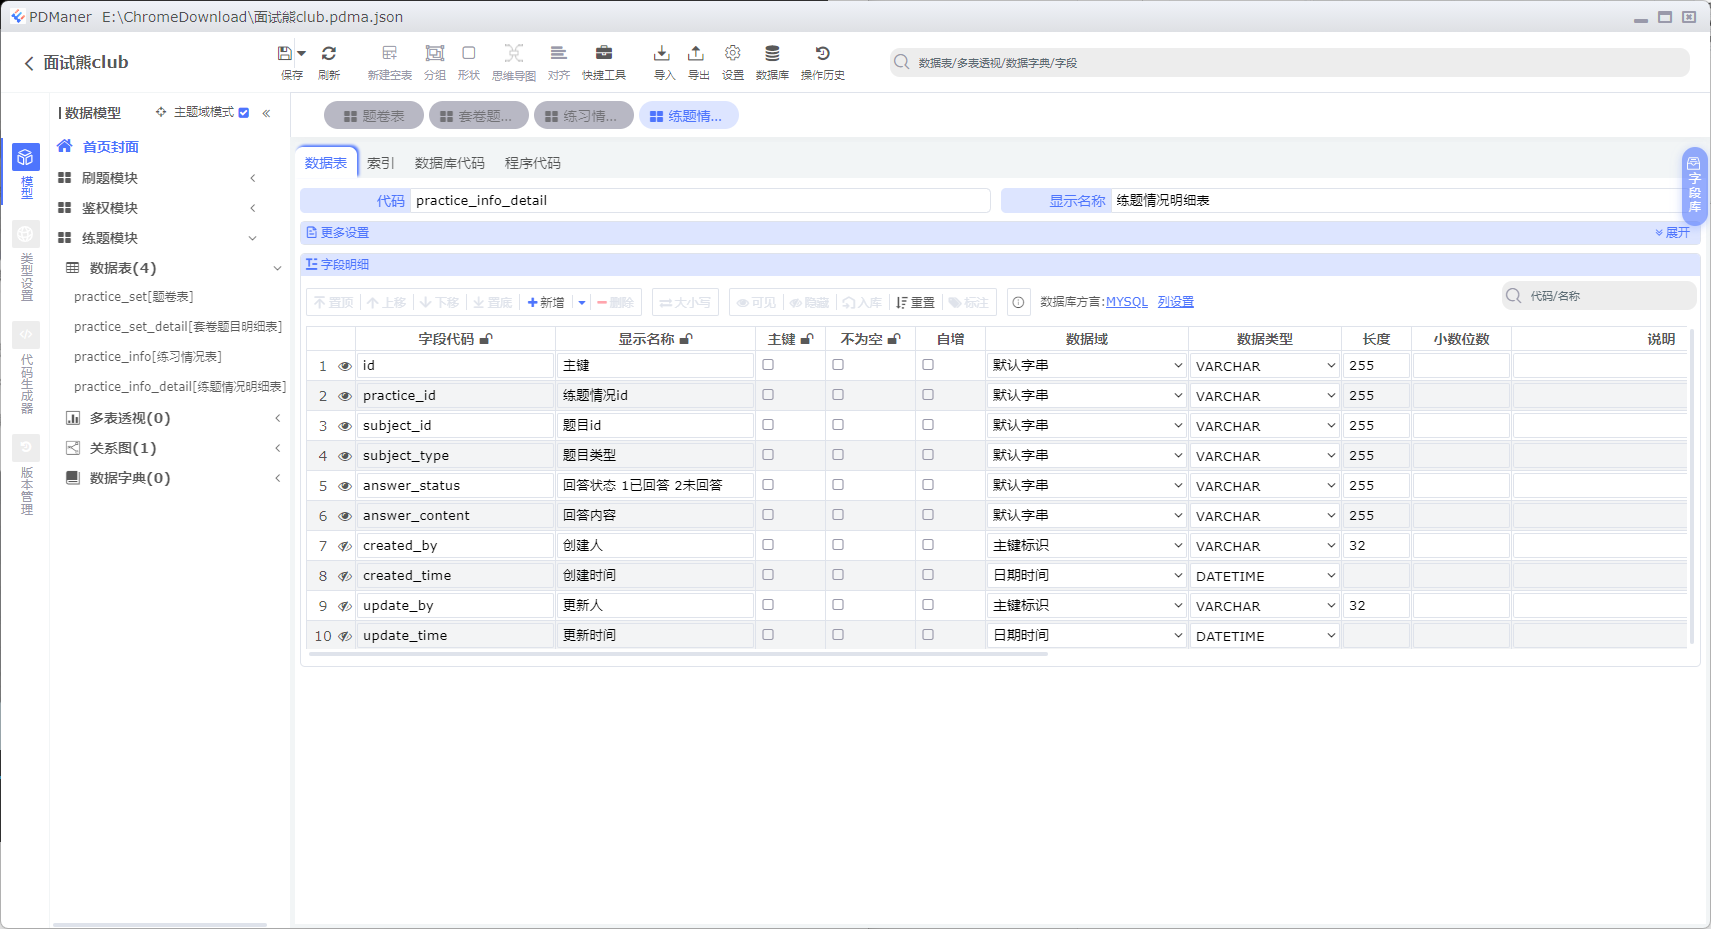 PDManer E:\ChromeDownload\面试熊club.pdma.json
面试熊club
保存
刷新
新建空表
分组
形状
思维导图
对齐
快捷工具
导入
导出
设置
数据库
操作历史
数据表/多表透视/数据字典/字段
模型
类型设置
代码生成器
版本管理
数据模型
主题域模式
首页封面
刷题模块
鉴权模块
练题模块
数据表(4)
practice_set[题卷表]
practice_set_detail[套卷题目明细表]
practice_info[练习情况表]
practice_info_detail[练题情况明细表]
多表透视(0)
关系图(1)
数据字典(0)
题卷表
套卷题...
练习情...
练题情...
数据表 索引 数据库代码 程序代码
代码 practice_info_detail
显示名称 练题情况明细表
更多设置
展开
字段库
字段明细
置顶 上移 下移 置底 新增 删除 大小写 可见 隐藏 入库 重置 标注
数据库方言:MYSQL 列设置
代码/名称
字段代码 显示名称 主键 不为空 自增 数据域 数据类型 长度 小数位数 说明
1 id 主键 默认字串 VARCHAR 255
2 practice_id 练题情况id 默认字串 VARCHAR 255
3 subject_id 题目id 默认字串 VARCHAR 255
4 subject_type 题目类型 默认字串 VARCHAR 255
5 answer_status 回答状态 1已回答 2未回答 默认字串 VARCHAR 255
6 answer_content 回答内容 默认字串 VARCHAR 255
7 created_by 创建人 主键标识 VARCHAR 32
8 created_time 创建时间 日期时间 DATETIME
9 update_by 更新人 主键标识 VARCHAR 32
10 update_time 更新时间 日期时间 DATETIME